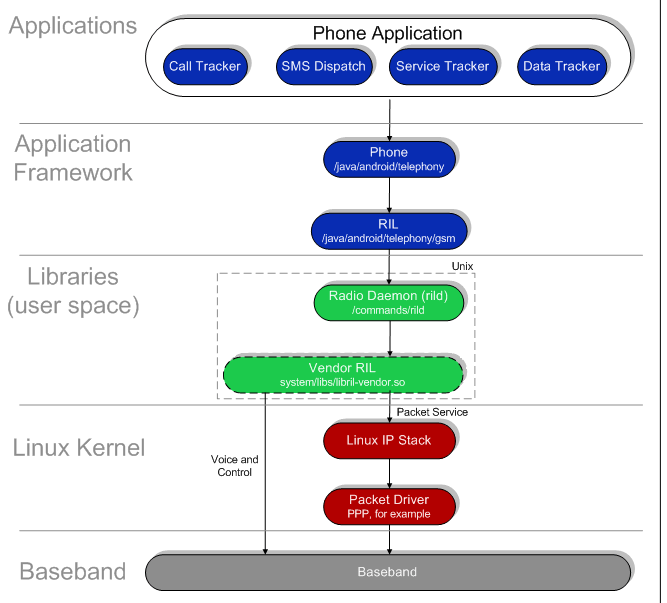 Applications
Phone Application
Call Tracker
SMS Dispatch
Service Tracker
Data Tracker
Application
Framework
Phone
/java/android/telephony
RIL
/java/android/telephony/gsm
Libraries
(user space)
Unix
Radio Daemon (rild)
/commands/rild
Vendor RIL
system/libs/libril-vendor.so
Packet Service
Linux Kernel
Linux IP Stack
Voice and
Control
Packet Driver
PPP, for example
Baseband
Baseband